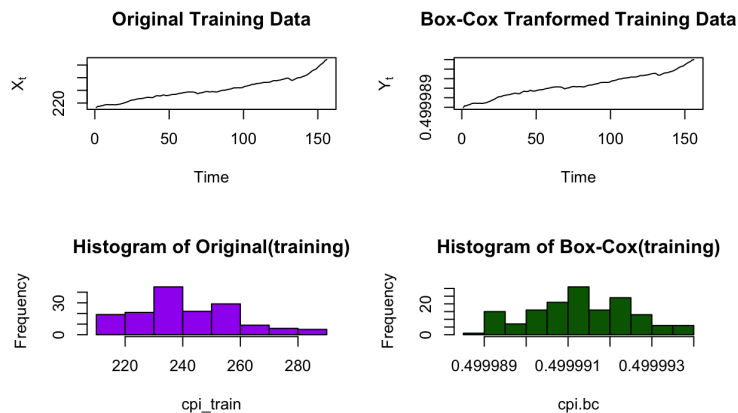 Original Training Data
X_t
220
0 50 100 150
Time
Box-Cox Tranformed Training Data
Y_t
0.499989
0 50 100 150
Time
Histogram of Original(training)
Frequency
30
0
220 240 260 280
cpi_train
Histogram of Box-Cox(training)
Frequency
20
0
0.499989 0.499991 0.499993
cpi.bc